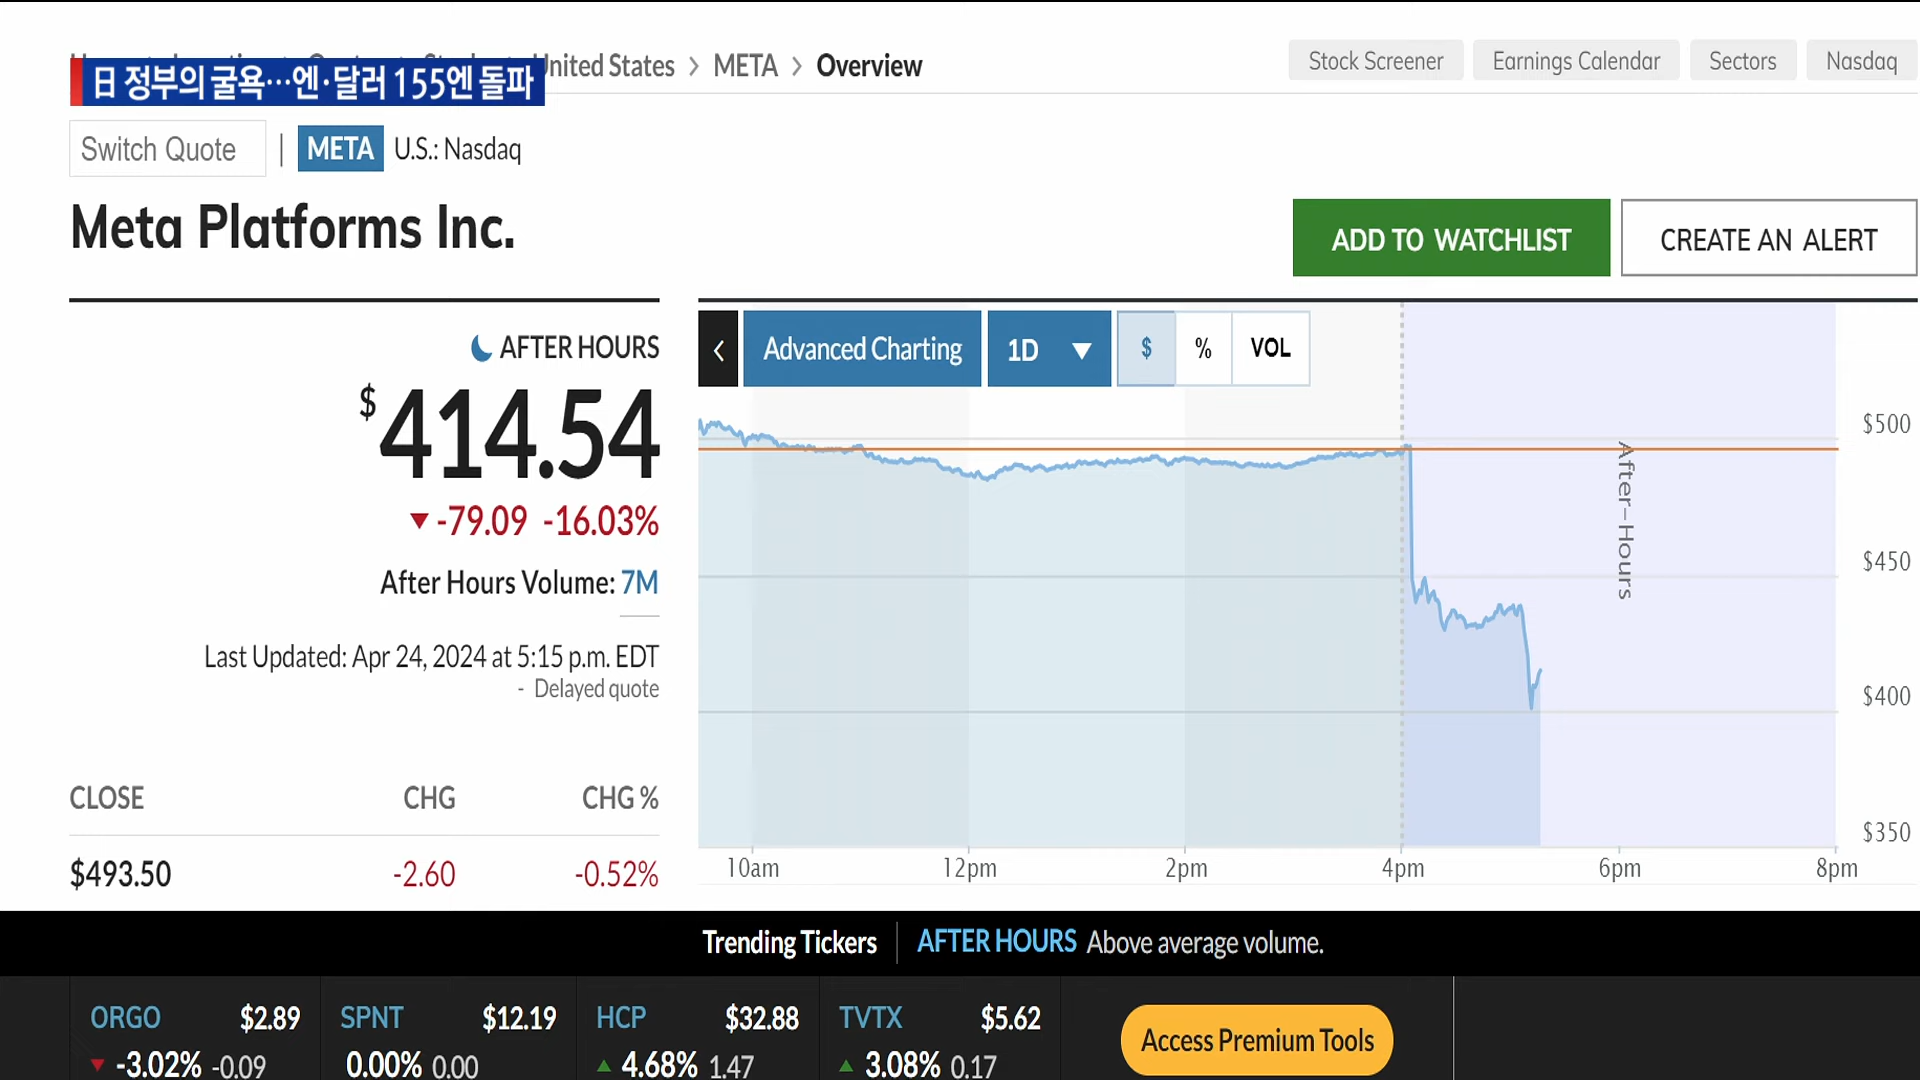 United States > META > Overview
Stock Screener
Earnings Calendar
Sectors
Nasdaq
日 정부의 굴욕…엔·달러 155엔 돌파
Switch Quote
META U.S.: Nasdaq
Meta Platforms Inc.
ADD TO WATCHLIST
CREATE AN ALERT
AFTER HOURS
$414.54
-79.09 -16.03%
After Hours Volume: 7M
Last Updated: Apr 24, 2024 at 5:15 p.m. EDT
- Delayed quote
CLOSE CHG CHG %
$493.50 -2.60 -0.52%
Advanced Charting
1D
$ % VOL
$500
$450
$400
$350
After-Hours
10am 12pm 2pm 4pm 6pm 8pm
Trending Tickers | AFTER HOURS Above average volume.
ORGO $2.89
-3.02% -0.09
SPNT $12.19
0.00% 0.00
HCP $32.88
4.68% 1.47
TVTX $5.62
3.08% 0.17
Access Premium Tools